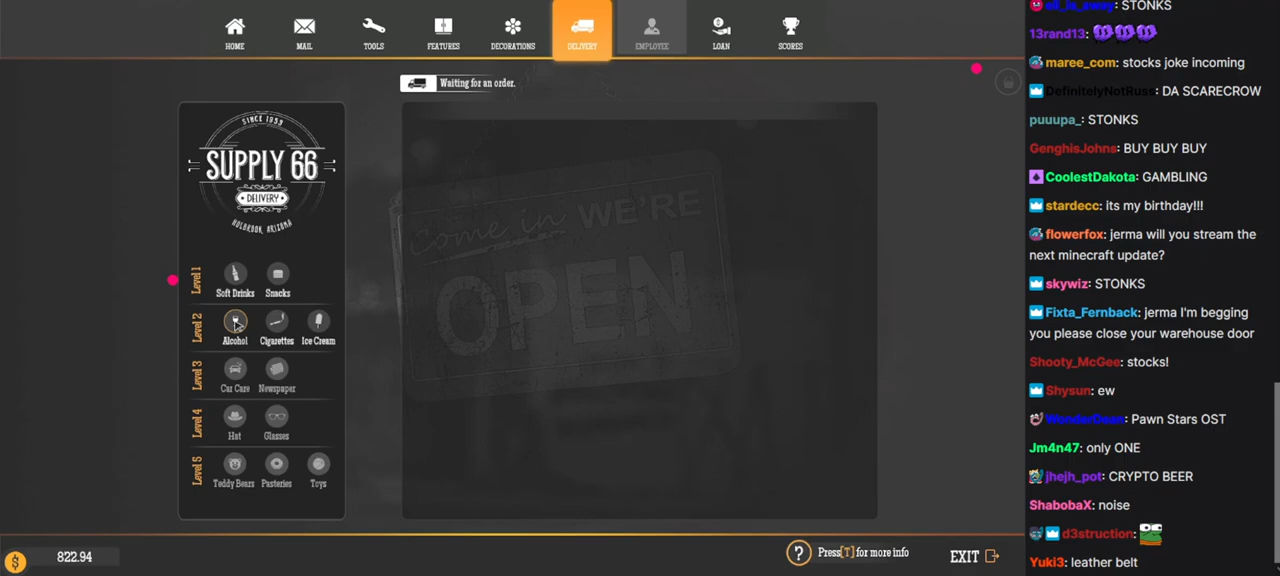 HOME
MAIL
TOOLS
FEATURES
DECORATIONS
DELIVERY
EMPLOYEE
LOAN
SCORES
Waiting for an order.
SINCE 1959
SUPPLY 66
DELIVERY
HOLBROOK, ARIZONA
Come in WE'RE
OPEN
Level 1
Soft Drinks
Snacks
Level 2
Alcohol
Cigarettes
Ice Cream
Level 3
Car Care
Newspaper
Level 4
Hat
Glasses
Level 5
Teddy Bears
Pasteries
Toys
$ 822.94
? Press[T] for more info
EXIT
STONKS
13rand13:
maree_com: stocks joke incoming
DefinitelyNotRuss: DA SCARECROW
puuupa_: STONKS
GenghisJohns: BUY BUY BUY
CoolestDakota: GAMBLING
stardecc: its my birthday!!!
flowerfox: jerma will you stream the
next minecraft update?
skywiz: STONKS
Fixta_Fernback: jerma I'm begging
you please close your warehouse door
Shooty_McGee: stocks!
Shysun: ew
WonderDean: Pawn Stars OST
Jm4n47: only ONE
jhejh_pot: CRYPTO BEER
ShabobaX: noise
d3struction:
Yuki3: leather belt